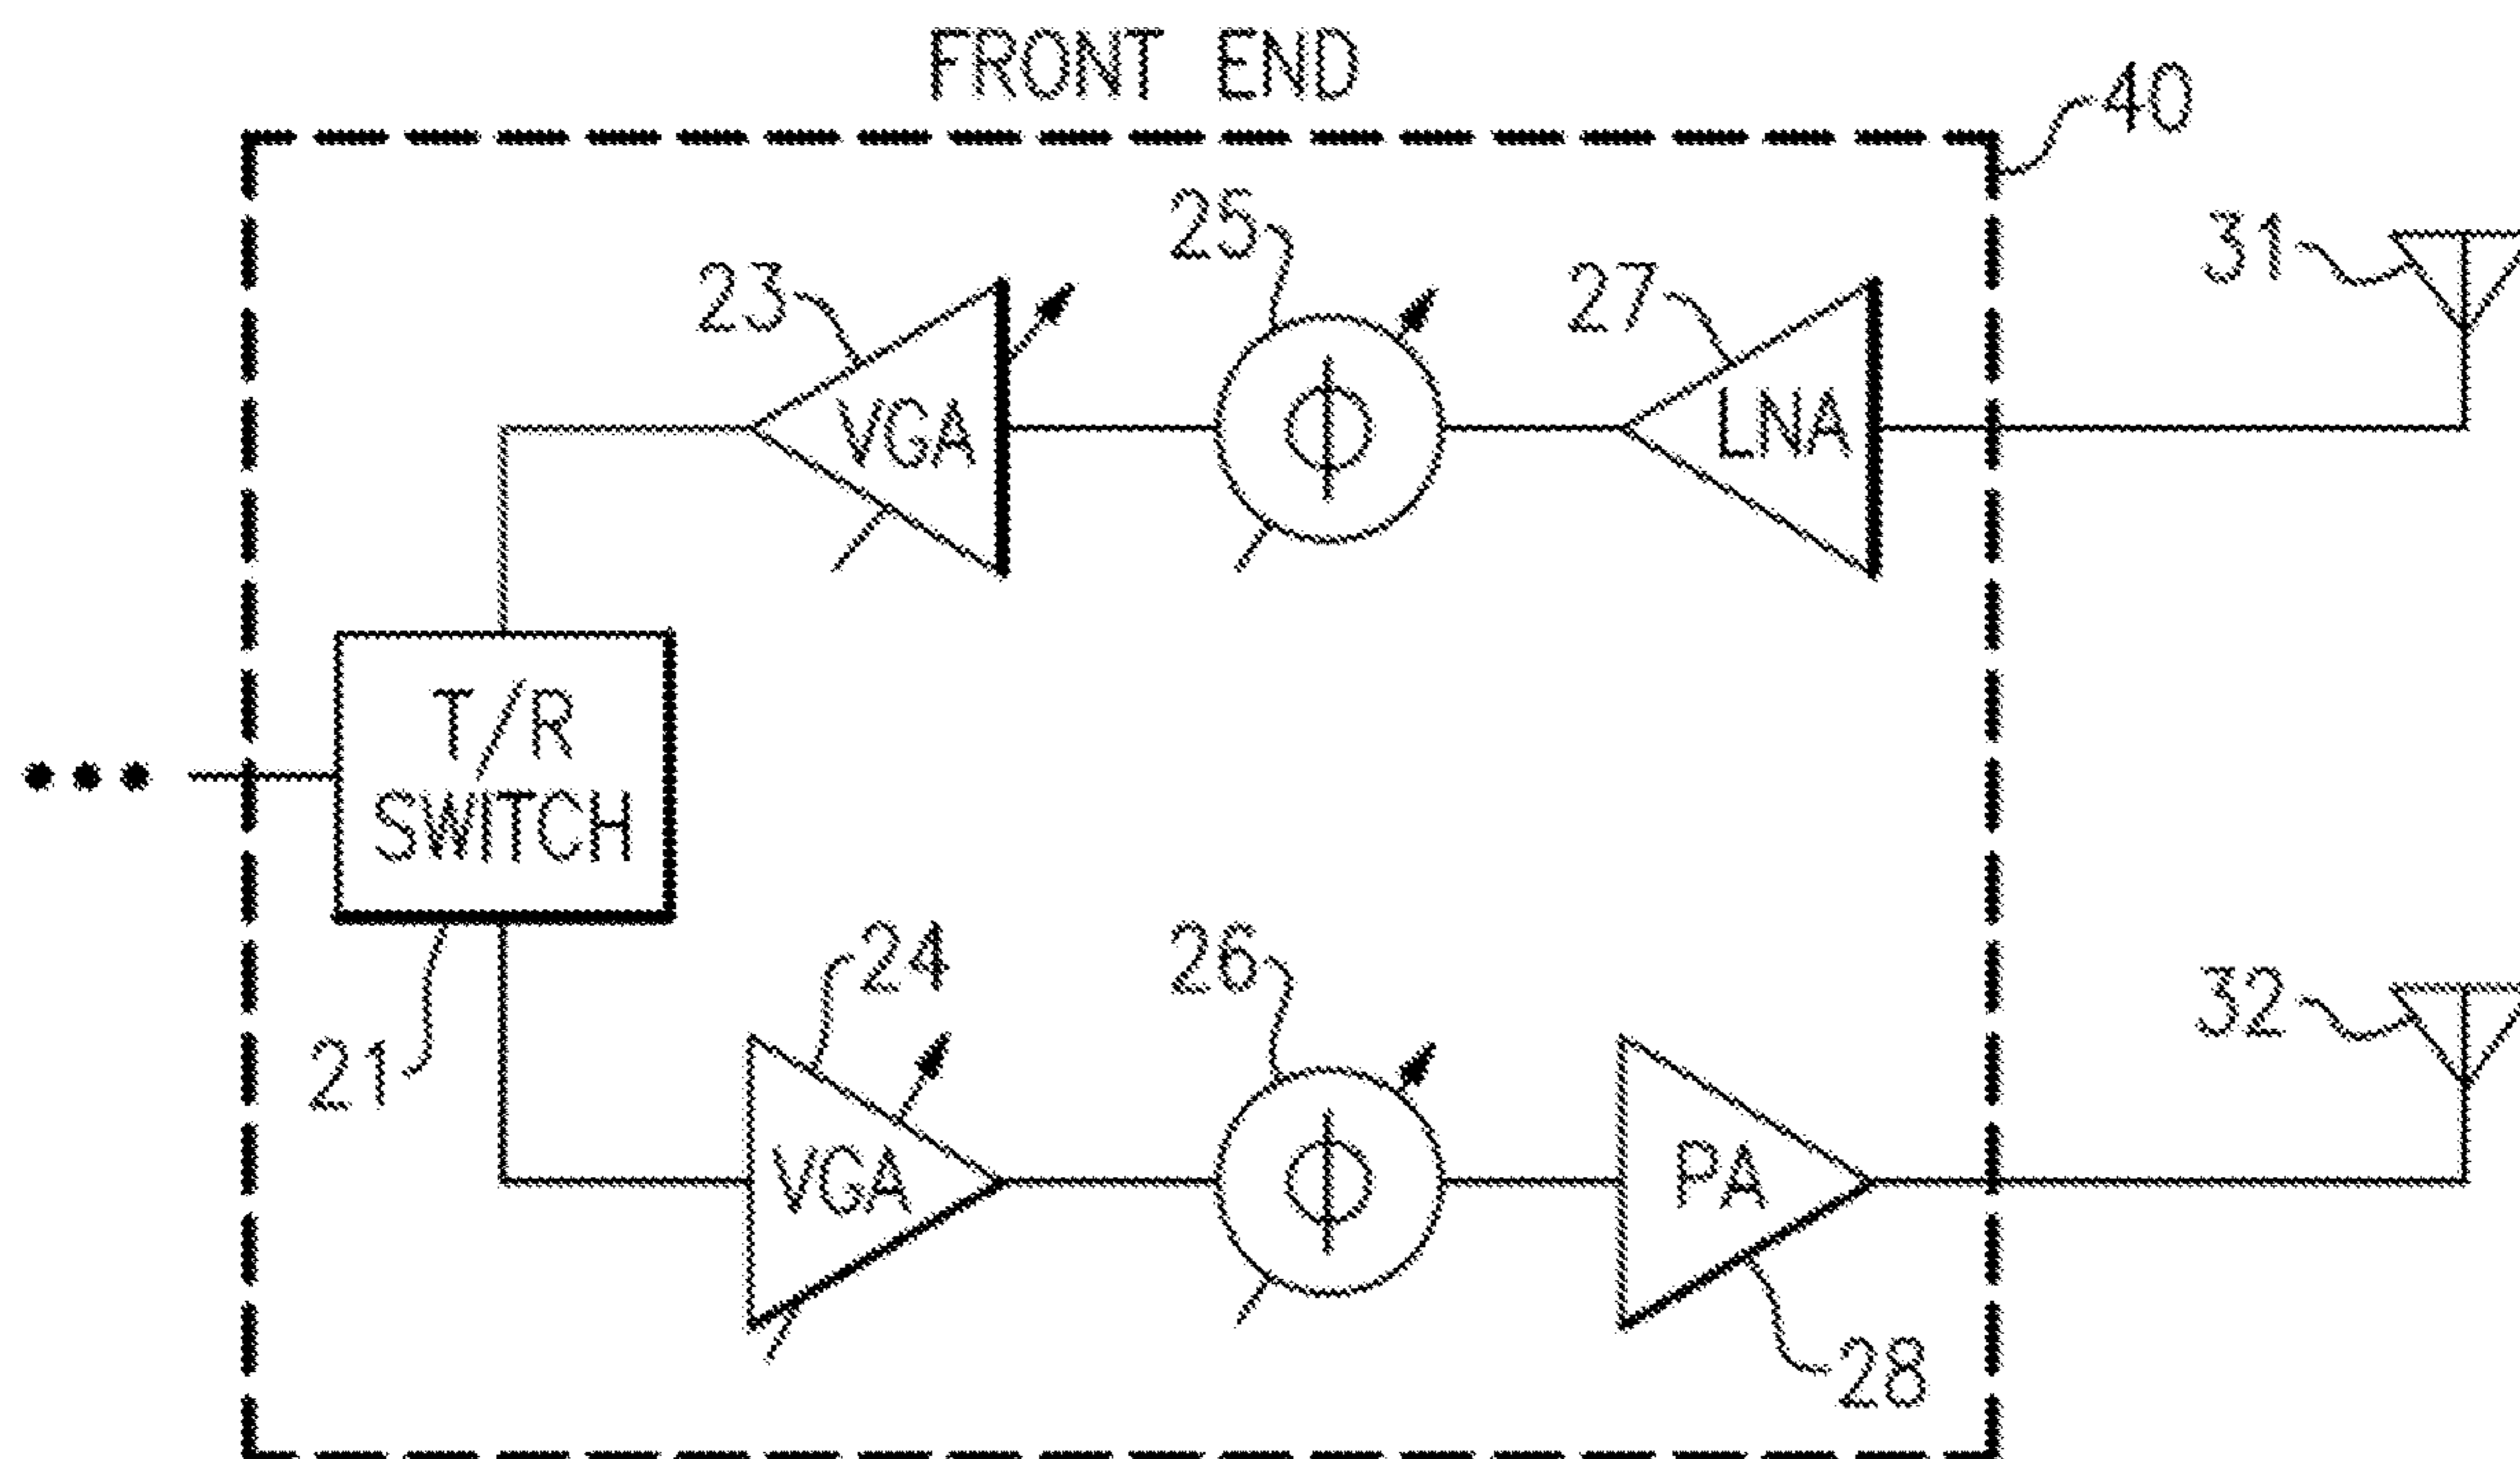 FRONT END
40
25
31
23
27
VGA
Φ
LNA
T/R
SWITCH
24
26
32
21
VGA
Φ
PA
28